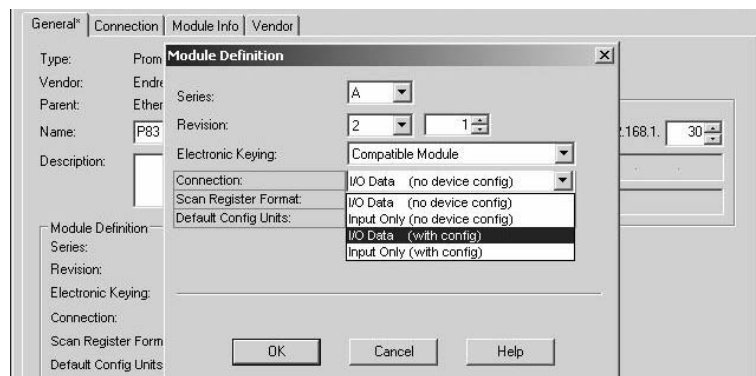 General* Connection Module Info Vendor
Type: Prom
Vendor: Endre
Parent: Ether
Name: P83
Description:
Module Definition
Series:
Revision:
Electronic Keying:
Connection:
Scan Register Form
Default Config Units
Module Definition
Series: A
Revision: 2 1
Electronic Keying: Compatible Module
Connection: I/O Data (no device config)
Scan Register Format: I/O Data (no device config)
Default Config Units: Input Only (no device config)
I/O Data (with config)
Input Only (with config)
OK Cancel Help
.168.1. 30